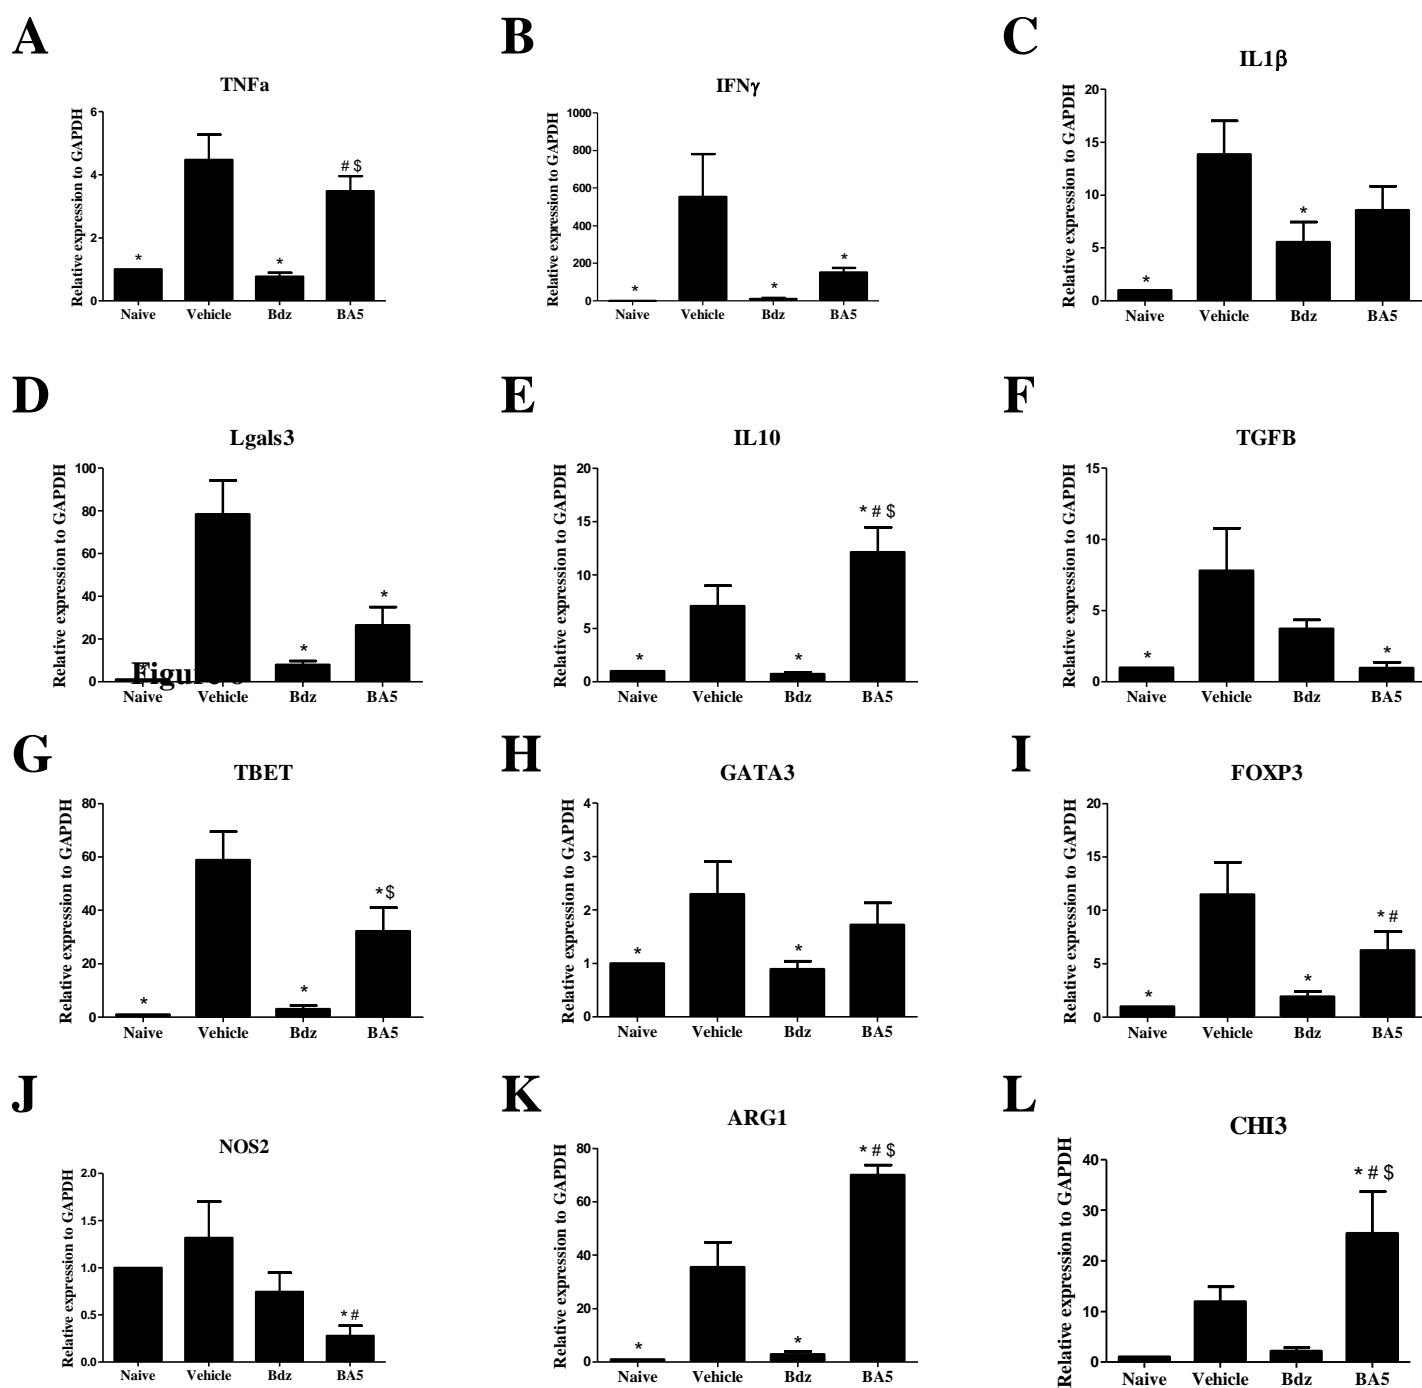 A
TNFa
Relative expression to GAPDH
6
4
2
0
*
*
# $
Naive Vehicle Bdz BA5
B
IFNγ
Relative expression to GAPDH
1000
800
600
400
200
0
*
*
*
Naive Vehicle Bdz BA5
C
IL1β
Relative expression to GAPDH
20
15
10
5
0
*
*
Naive Vehicle Bdz BA5
D
Lgals3
Relative expression to GAPDH
100
80
60
40
20
0
*
*
Naive Vehicle Bdz BA5
E
IL10
Relative expression to GAPDH
20
15
10
5
0
*
*
* # $
Naive Vehicle Bdz BA5
F
TGFB
Relative expression to GAPDH
15
10
5
0
*
*
Naive Vehicle Bdz BA5
G
TBET
Relative expression to GAPDH
80
60
40
20
0
*
*
* $
Naive Vehicle Bdz BA5
H
GATA3
Relative expression to GAPDH
4
3
2
1
0
*
*
Naive Vehicle Bdz BA5
I
FOXP3
Relative expression to GAPDH
20
15
10
5
0
*
*
* #
Naive Vehicle Bdz BA5
J
NOS2
Relative expression to GAPDH
2.0
1.5
1.0
0.5
0.0
* #
Naive Vehicle Bdz BA5
K
ARG1
Relative expression to GAPDH
80
60
40
20
0
*
*
* # $
Naive Vehicle Bdz BA5
L
CHI3
Relative expression to GAPDH
40
30
20
10
0
* # $
Naive Vehicle Bdz BA5